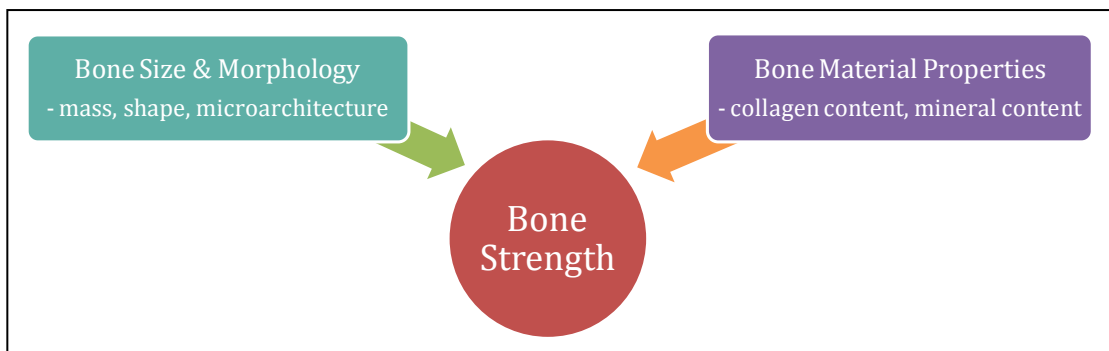 Bone Size & Morphology
- mass, shape, microarchitecture
Bone Material Properties
- collagen content, mineral content
Bone
Strength